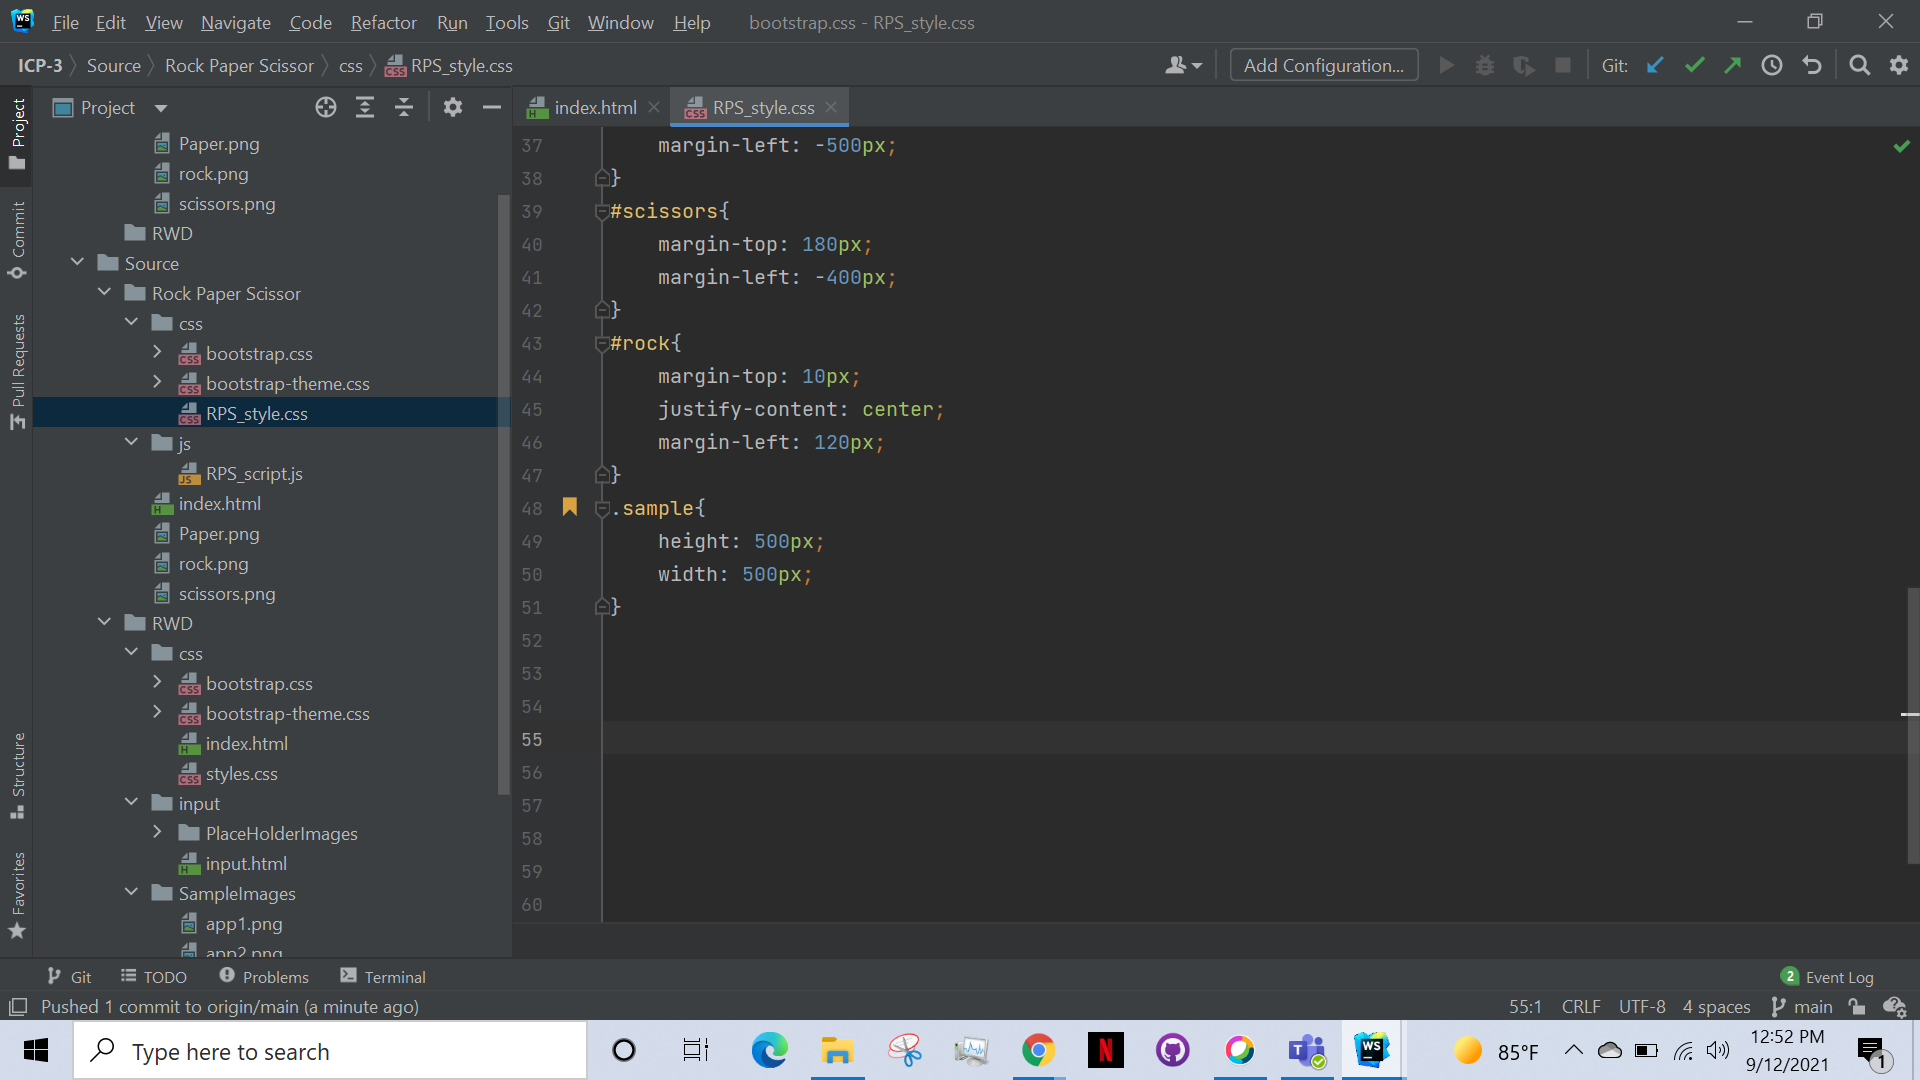 WS File Edit View Navigate Code Refactor Run Tools Git Window Help bootstrap.css - RPS_style.css
ICP-3 Source Rock Paper Scissor css RPS_style.css Add Configuration... Git:
Project
Commit
Pull Requests
Structure
Favorites
Project
Paper.png
rock.png
scissors.png
RWD
Source
Rock Paper Scissor
css
bootstrap.css
bootstrap-theme.css
RPS_style.css
js
RPS_script.js
index.html
Paper.png
rock.png
scissors.png
RWD
css
bootstrap.css
bootstrap-theme.css
index.html
styles.css
input
PlaceHolderImages
input.html
SampleImages
app1.png
app2.png
index.html RPS_style.css
37 margin-left: -500px;
38 }
39 #scissors{
40 margin-top: 180px;
41 margin-left: -400px;
42 }
43 #rock{
44 margin-top: 10px;
45 justify-content: center;
46 margin-left: 120px;
47 }
48 .sample{
49 height: 500px;
50 width: 500px;
51 }
52
53
54
55
56
57
58
59
60
Git TODO Problems Terminal 2 Event Log
Pushed 1 commit to origin/main (a minute ago) 55:1 CRLF UTF-8 4 spaces main
Type here to search
85°F
12:52 PM
9/12/2021
1